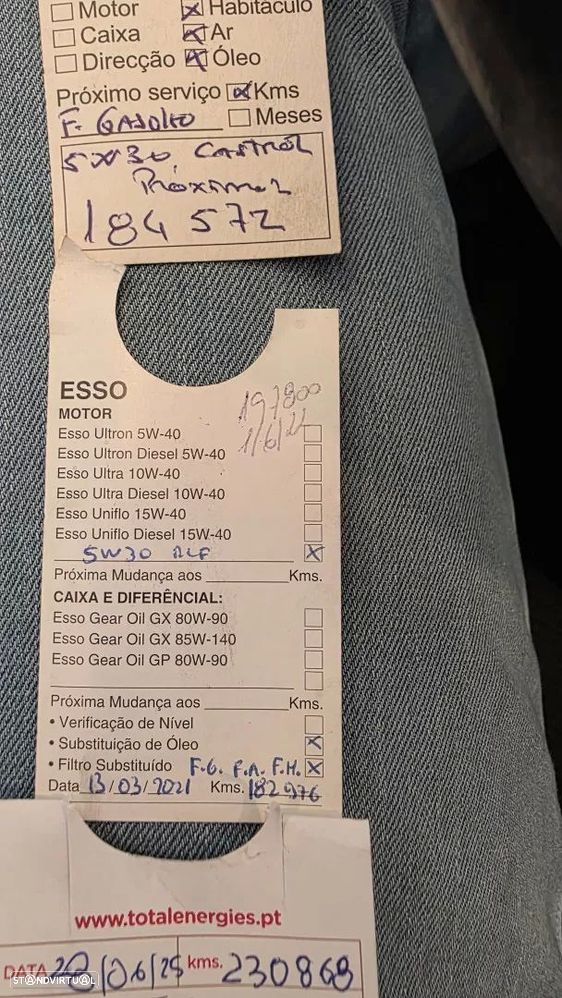 Motor Habitáculo
Caixa Ar
Direcção Óleo
Próximo serviço Kms
F. GASOLEO Meses
5W30 CASTROL
Próxima
184 572
ESSO
197800
MOTOR
1/6/22
Esso Ultron 5W-40
Esso Ultron Diesel 5W-40
Esso Ultra 10W-40
Esso Ultra Diesel 10W-40
Esso Uniflo 15W-40
Esso Uniflo Diesel 15W-40
5W30
Próxima Mudança aos Kms.
CAIXA E DIFERÊNCIAL:
Esso Gear Oil GX 80W-90
Esso Gear Oil GX 85W-140
Esso Gear Oil GP 80W-90
Próxima Mudança aos Kms.
• Verificação de Nível
• Substituição de Óleo
• Filtro Substituído F.G. F.A. F.H.
Data 13/03/2021 Kms. 182976
www.totalenergies.pt
DATA 20/06/25 kms. 230868
STANDVIRTUAL